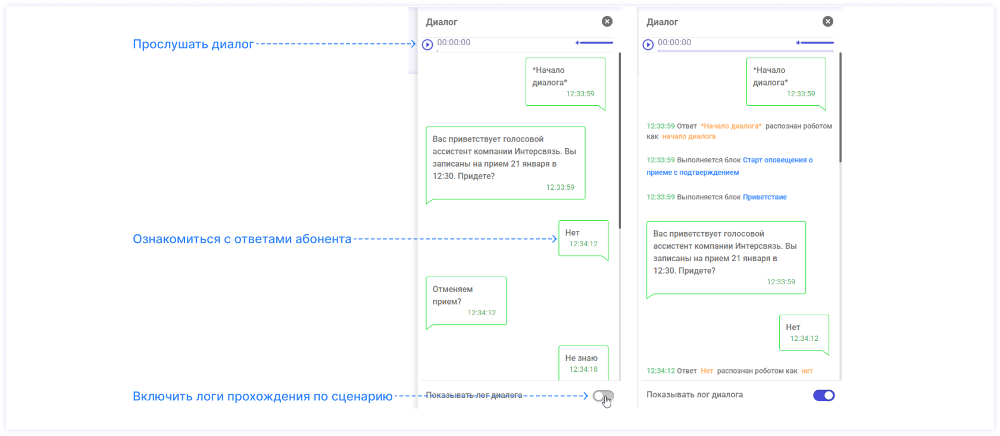 Прослушать диалог
Ознакомиться с ответами абонента
Включить логи прохождения по сценарию
Диалог
00:00:00
*Начало
диалога*
12:33:59
Вас приветствует голосовой
ассистент компании Интерсвязь. Вы
записаны на прием 21 января в
12:30. Придете?
12:33:59
Нет
12:34:12
Отменяем
прием?
12:34:12
Не знаю
12:34:18
Показывать лог диалога
Диалог
00:00:00
*Начало
диалога*
12:33:59
12:33:59 Ответ *Начало диалога* распознан роботом
как начало диалога
12:33:59 Выполняется блок Старт оповещения о
приеме с подтверждением
12:33:59 Выполняется блок Приветствие
Вас приветствует голосовой
ассистент компании Интерсвязь. Вы
записаны на прием 21 января в
12:30. Придете?
12:33:59
Нет
12:34:12
12:34:12 Ответ Нет распознан роботом как нет
Показывать лог диалога